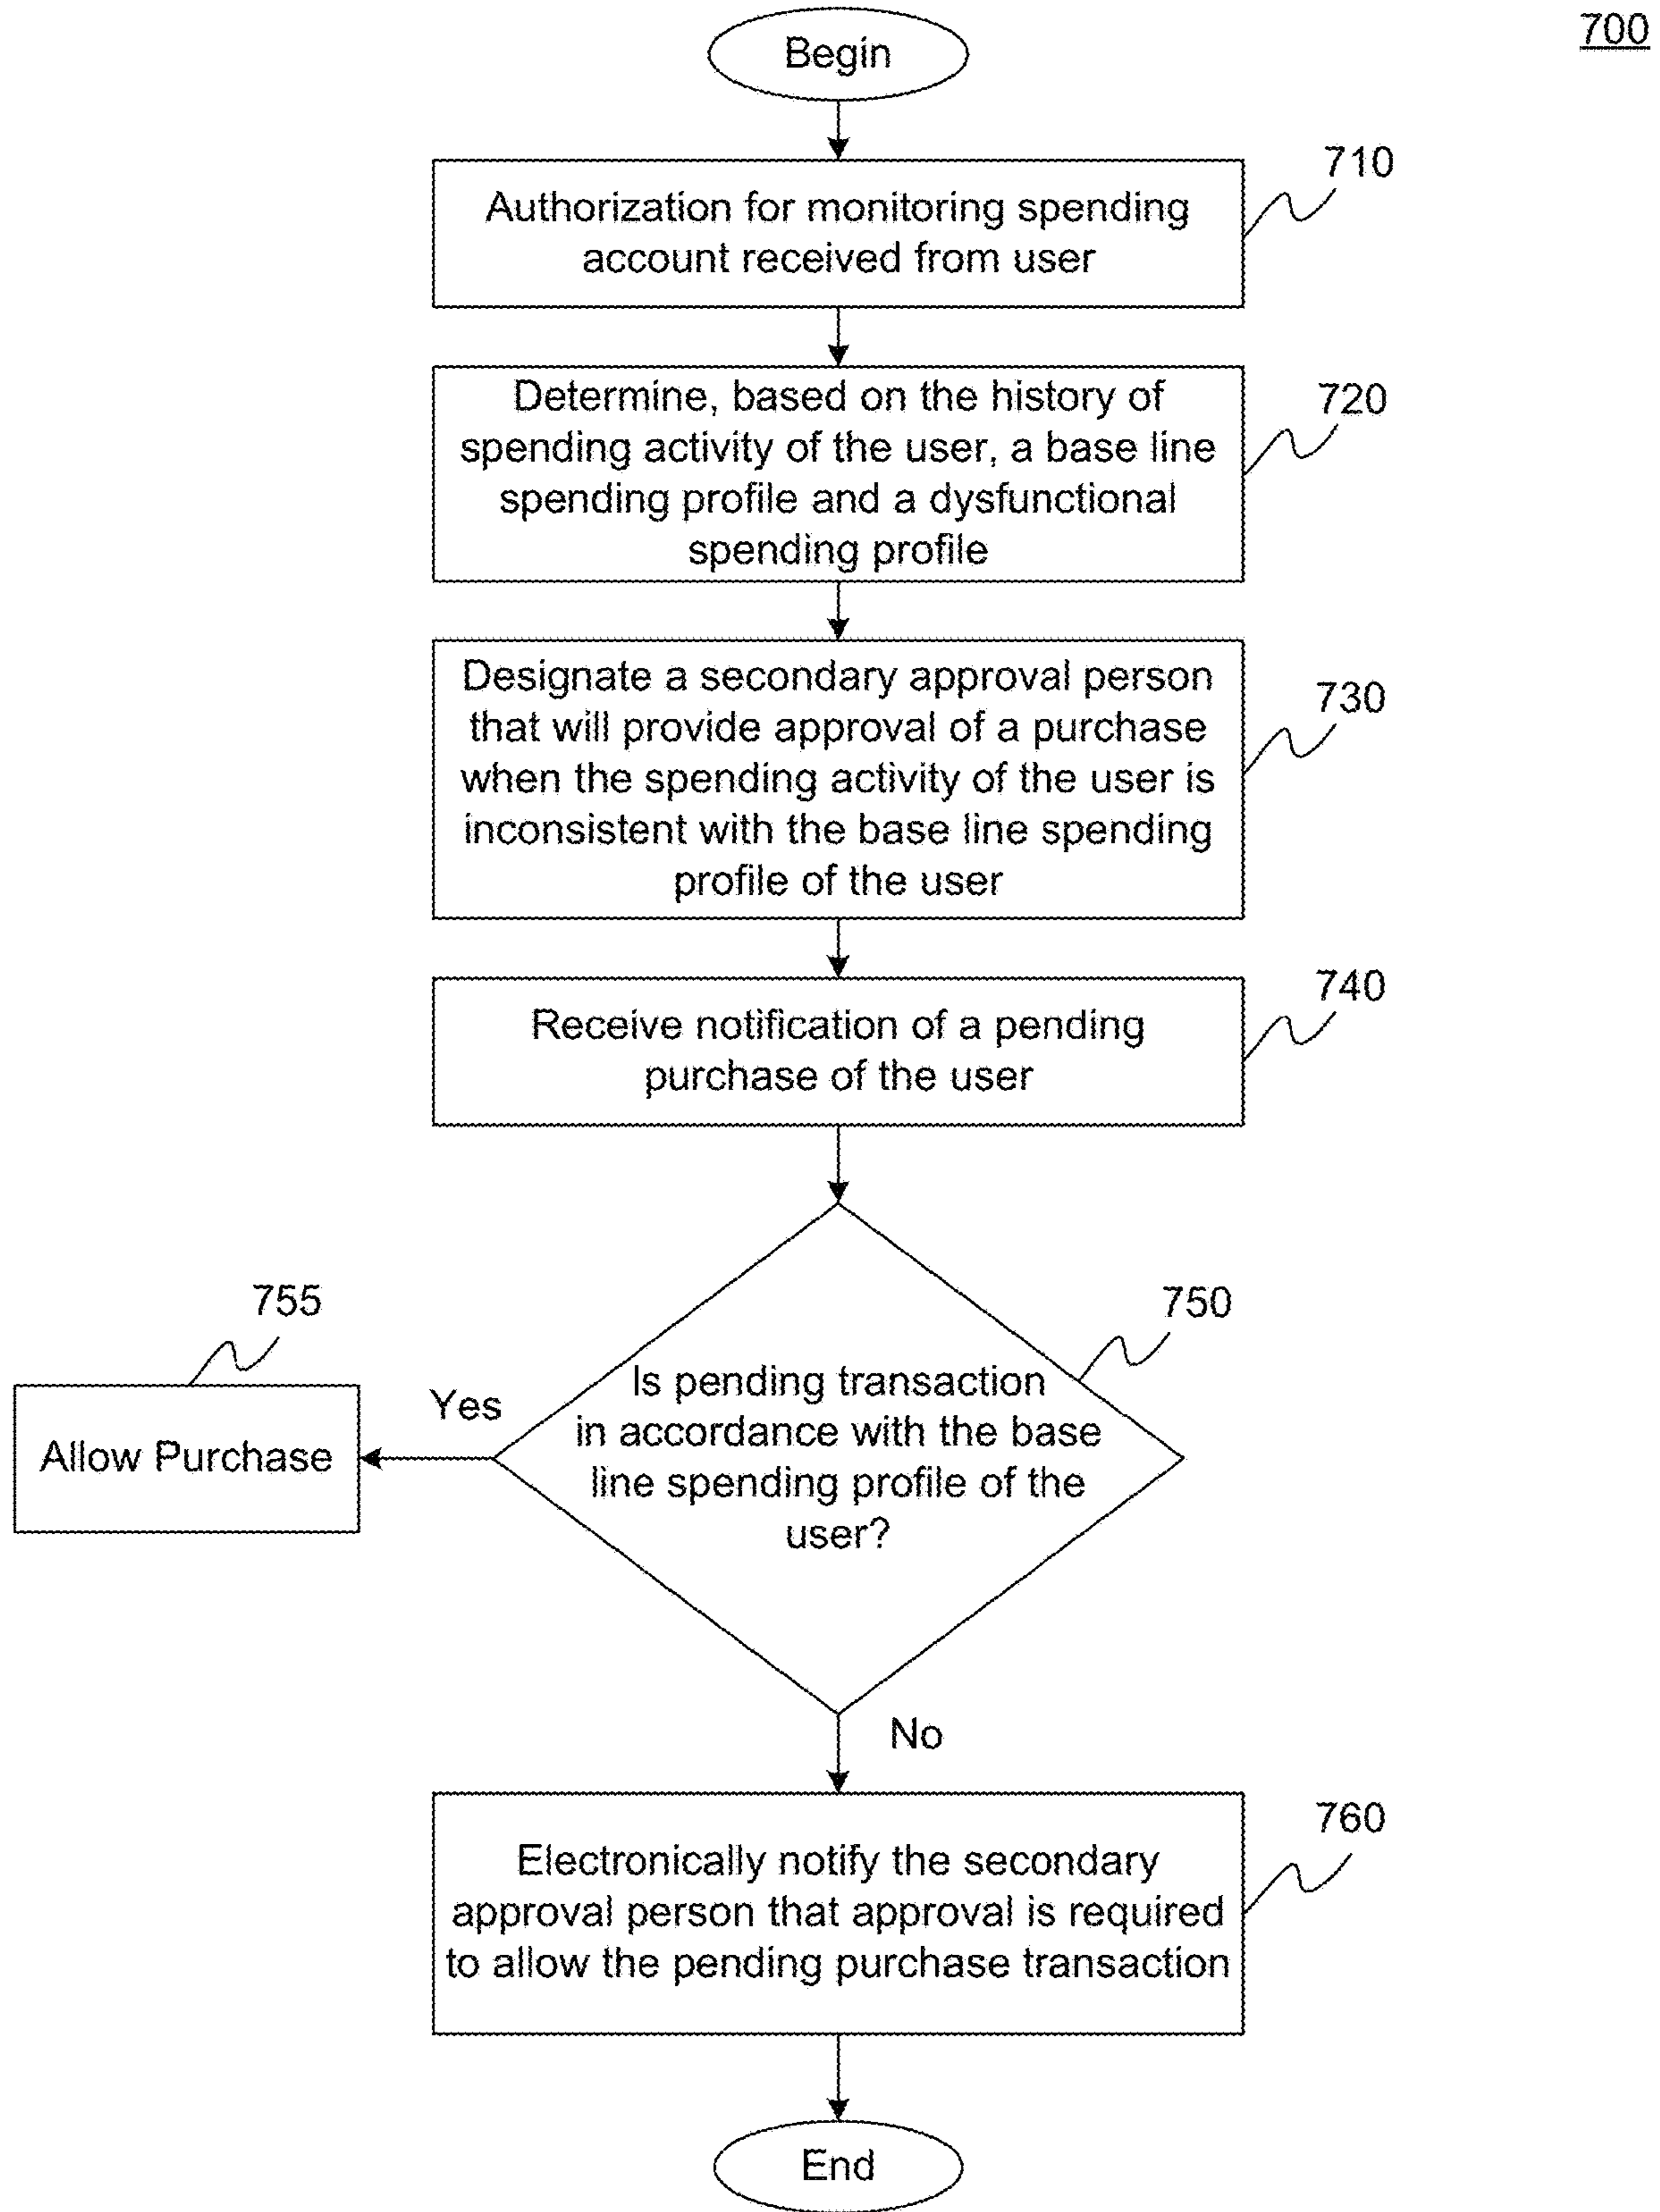 700
Begin
710
Authorization for monitoring spending
account received from user
720
Determine, based on the history of
spending activity of the user, a base line
spending profile and a dysfunctional
spending profile
730
Designate a secondary approval person
that will provide approval of a purchase
when the spending activity of the user is
inconsistent with the base line spending
profile of the user
740
Receive notification of a pending
purchase of the user
750
Is pending transaction
in accordance with the base
line spending profile of the
user?
Yes
755
Allow Purchase
No
760
Electronically notify the secondary
approval person that approval is required
to allow the pending purchase transaction
End